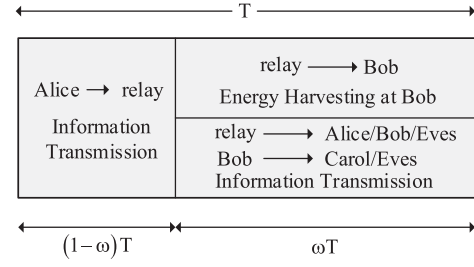 T
Alice → relay
Information
Transmission
relay → Bob
Energy Harvesting at Bob
relay → Alice/Bob/Eves
Bob → Carol/Eves
Information Transmission
(1−ω)T
ωT